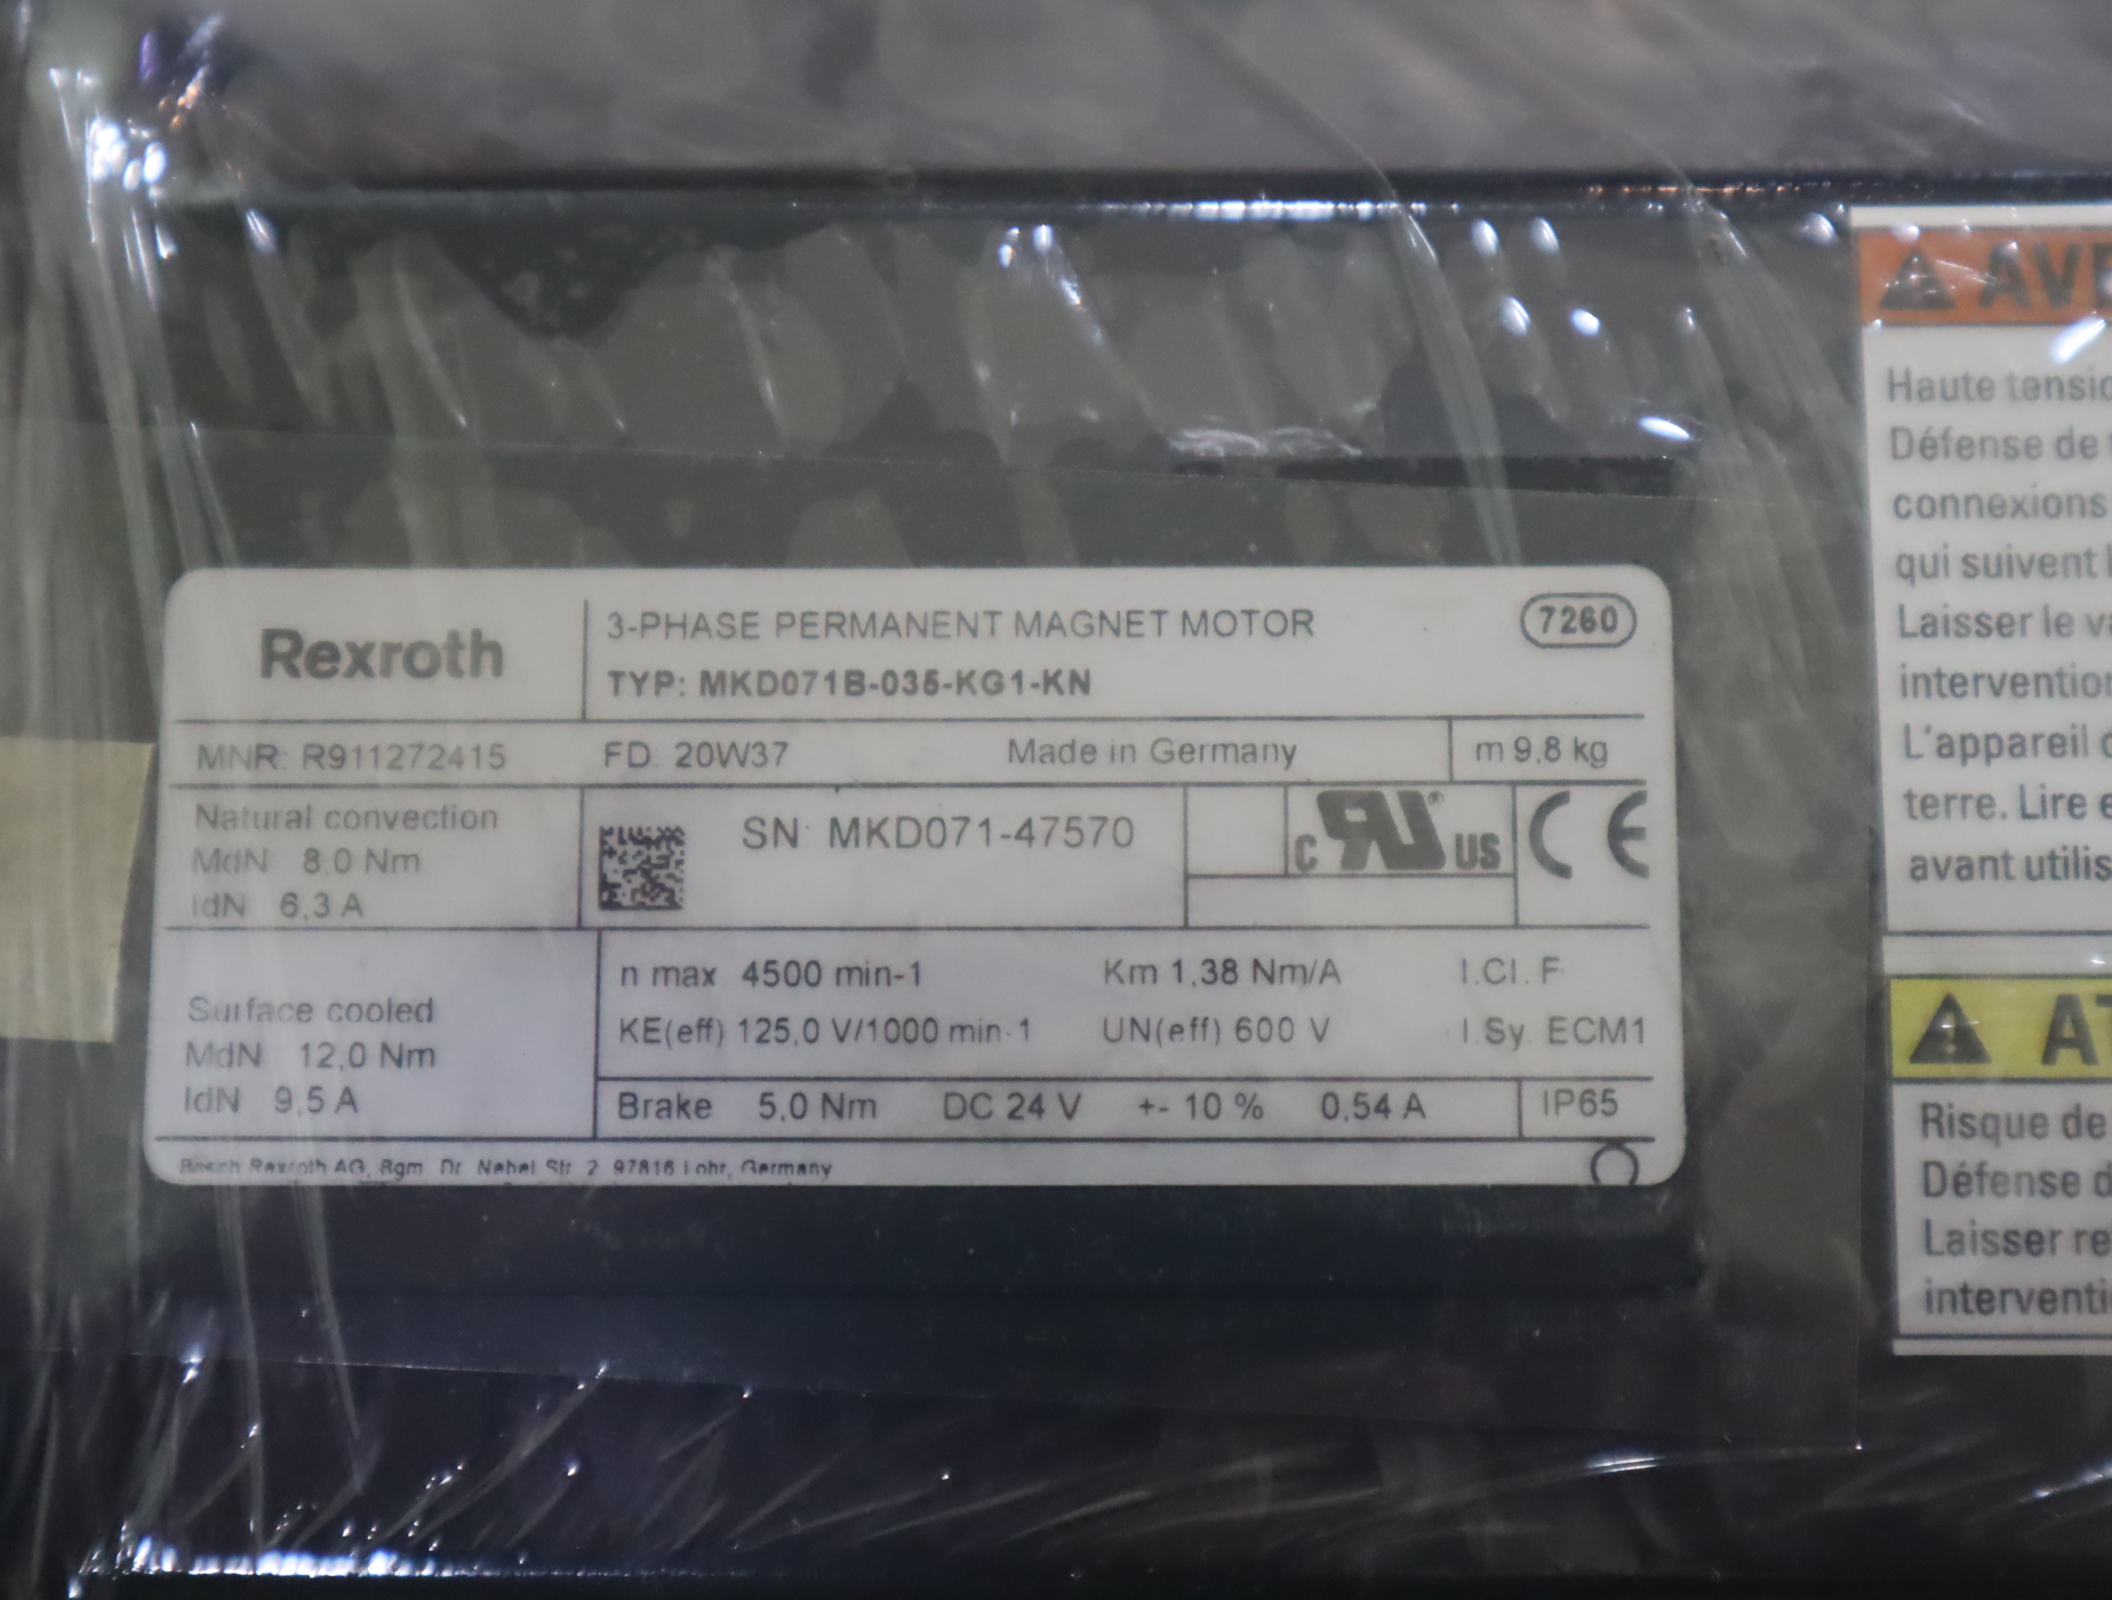 Rexroth
3-PHASE PERMANENT MAGNET MOTOR
7260
TYP: MKD071B-035-KG1-KN
MNR: R911272415 FD: 20W37 Made in Germany m 9,8 kg
Natural convection
MdN 8.0 Nm
IdN 6,3 A
SN: MKD071-47570
c RU® US
CE
Surface cooled
MdN 12,0 Nm
IdN 9,5 A
n max 4500 min-1 Km 1,38 Nm/A I.Cl. F
KE(eff) 125,0 V/1000 min-1 UN(eff) 600 V I.Sy. ECM1
Brake 5,0 Nm DC 24 V +- 10 % 0,54 A IP65
Bosch Rexroth AG, Bgm. Dr. Nebel Str. 2 97816 Lohr, Germany
AVE
Haute tensio
Défense de
connexions
qui suivent l
Laisser le va
intervention
L'appareil d
terre. Lire e
avant utilis
AT
Risque de
Défense d
Laisser re
interventi